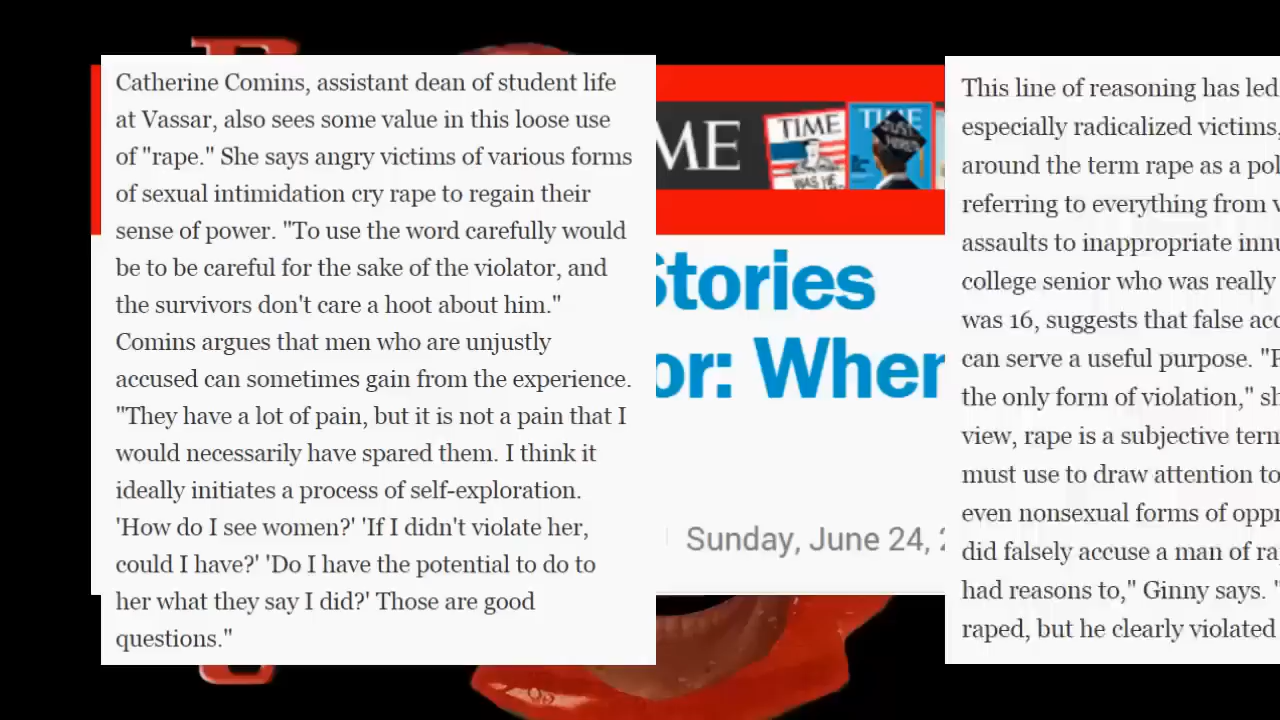 Catherine Comins, assistant dean of student life
at Vassar, also sees some value in this loose use
of "rape." She says angry victims of various forms
of sexual intimidation cry rape to regain their
sense of power. "To use the word carefully would
be to be careful for the sake of the violator, and
the survivors don't care a hoot about him."
Comins argues that men who are unjustly
accused can sometimes gain from the experience.
"They have a lot of pain, but it is not a pain that I
would necessarily have spared them. I think it
ideally initiates a process of self-exploration.
'How do I see women?' 'If I didn't violate her,
could I have?' 'Do I have the potential to do to
her what they say I did?' Those are good
questions."
ME
TIME
WAS HE
TIME
Stories
or: When
Sunday, June 24, 2
This line of reasoning has led
especially radicalized victims,
around the term rape as a pol
referring to everything from v
assaults to inappropriate innu
college senior who was really
was 16, suggests that false acc
can serve a useful purpose. "P
the only form of violation," sh
view, rape is a subjective term
must use to draw attention to
even nonsexual forms of oppr
did falsely accuse a man of ra
had reasons to," Ginny says. "
raped, but he clearly violated